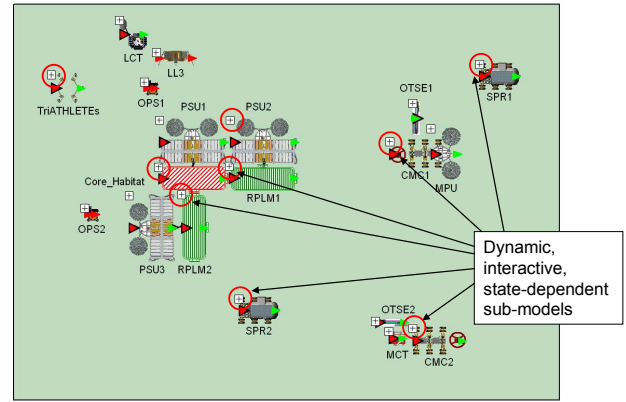 LCT
LL3
TriATHLETEs
OPS1
PSU1
PSU2
OTSE1
SPR1
CMC1
MPU
Core_Habitat
RPLM1
OPS2
PSU3
RPLM2
Dynamic,
interactive,
state-dependent
sub-models
SPR2
OTSE2
MCT
CMC2